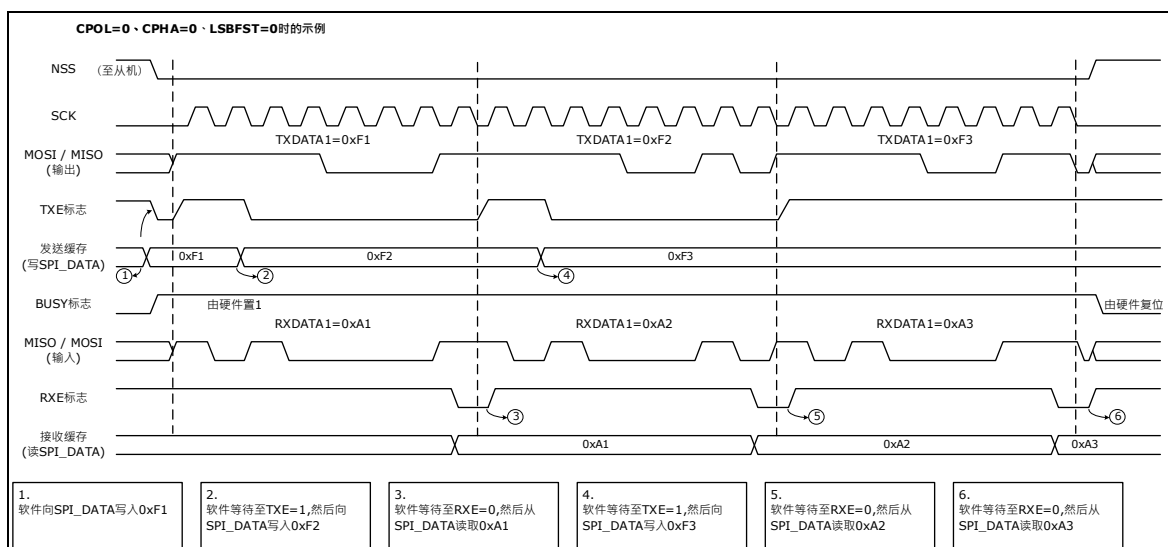 CPOL=0、CPHA=0、LSBFST=0时的示例
NSS （至从机）
SCK
TXDATA1=0xF1 TXDATA1=0xF2 TXDATA1=0xF3
MOSI / MISO
(输出)
TXE标志
发送缓存
(写SPI_DATA)
0xF1 0xF2 0xF3
① ② ④
BUSY标志 由硬件置1 由硬件复位
RXDATA1=0xA1 RXDATA1=0xA2 RXDATA1=0xA3
MISO / MOSI
(输入)
RXE标志
③ ⑤ ⑥
接收缓存
(读SPI_DATA)
0xA1 0xA2 0xA3
1.
软件向SPI_DATA写入0xF1
2.
软件等待至TXE=1,然后向
SPI_DATA写入0xF2
3.
软件等待至RXE=0,然后从
SPI_DATA读取0xA1
4.
软件等待至TXE=1,然后向
SPI_DATA写入0xF3
5.
软件等待至RXE=0,然后从
SPI_DATA读取0xA2
6.
软件等待至RXE=0,然后从
SPI_DATA读取0xA3